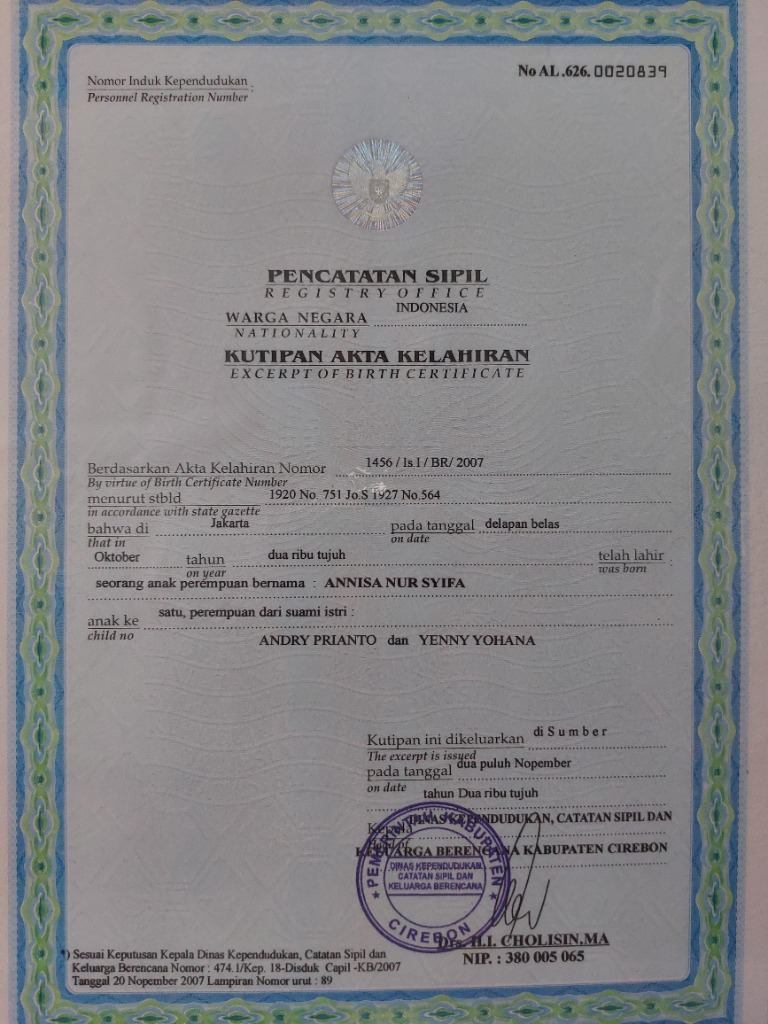 No AL .626. 0020839
Nomor Induk Kependudukan :
Personnel Registration Number
PENCATATAN SIPIL
REGISTRY OFFICE
INDONESIA
WARGA NEGARA
NATIONALITY
KUTIPAN AKTA KELAHIRAN
EXCERPT OF BIRTH CERTIFICATE
Berdasarkan Akta Kelahiran Nomor 1456 / Is I / BR/ 2007
By virtue of Birth Certificate Number
menurut stbld 1920 No. 751 Jo.S 1927 No.564
in accordance with state gazette
bahwa di Jakarta pada tanggal delapan belas
that in on date
Oktober tahun dua ribu tujuh telah lahir :
on year was born
seorang anak perempuan bernama : ANNISA NUR SYIFA
anak ke satu, perempuan dari suami istri :
child no
ANDRY PRIANTO dan YENNY YOHANA
Kutipan ini dikeluarkan di Sumber
The excerpt is issued
pada tanggal dua puluh Nopember
on date tahun Dua ribu tujuh
Kepala DINAS KEPENDUDUKAN, CATATAN SIPIL DAN
KELUARGA BERENCANA KABUPATEN CIREBON
PEMERINTAH KABUPATEN
DINAS KEPENDUDUKAN
CATATAN SIPIL DAN
KELUARGA BERENCANA
CIREBON
Drs. H.I. CHOLISIN.MA
NIP. : 380 005 065
*) Sesuai Keputusan Kepala Dinas Kependudukan, Catatan Sipil dan
Keluarga Berencana Nomor : 474.1/Kep. 18-Disduk Capil -KB/2007
Tanggal 20 Nopember 2007 Lampiran Nomor urut : 89